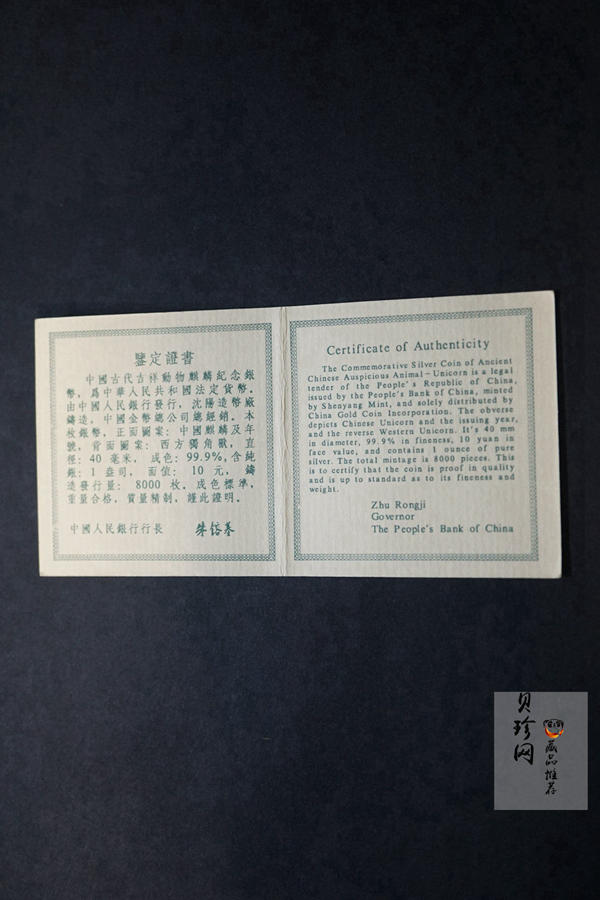 鑒定證書
中國古代吉祥動物麒麟紀念銀
幣，爲中華人民共和國法定貨幣。
由中國人民銀行發行，沈陽造幣廠
鑄造，中國金幣總公司總經銷。本
枚銀幣，正面圖案：中國麒麟及年
號，背面圖案：西方獨角獸，直
徑：40 毫米， 成色：99.9%，含純
銀：1 盎司， 面值：10 元， 鑄
造發行量：8000 枚。成色標準，
重量合格，質量精制，謹此證明。
中國人民銀行行長 朱镕基
Certificate of Authenticity
The Commemorative Silver Coin of Ancient
Chinese Auspicious Animal－Unicorn is a legal
tender of the People's Republic of China,
issued by the People's Bank of China, minted
by Shenyang Mint, and solely distributed by
China Gold Coin Incorporation. The obverse
depicts Chinese Unicorn and the issuing year,
and the reverse Western Unicorn. It's 40 mm
in diameter, 99.9% in fineness, 10 yuan in
face value, and contains 1 ounce of pure
silver. The total mintage is 8000 pieces. This
is to certify that the coin is proof in quality
and is up to standard as to its fineness and
weight.
Zhu Rongji
Governor
The People's Bank of China
贝珍网
藏品推荐